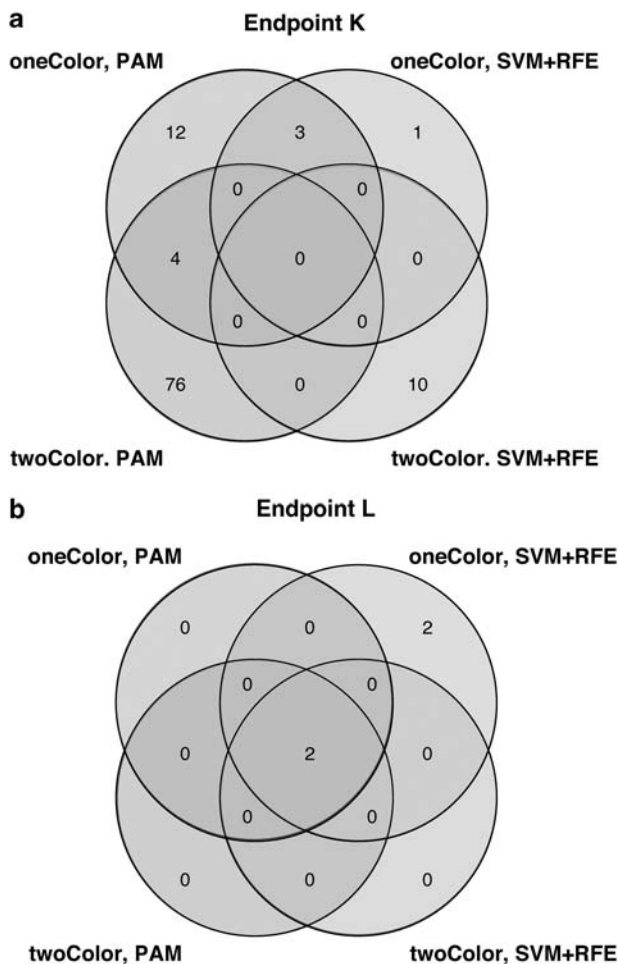 a
Endpoint K
oneColor, PAM oneColor, SVM+RFE
12 3 1
0 0
4 0 0
0 0
76 0 10
twoColor. PAM twoColor. SVM+RFE
b
Endpoint L
oneColor, PAM oneColor, SVM+RFE
0 0 2
0 0
0 2 0
0 0
0 0 0
twoColor, PAM twoColor, SVM+RFE